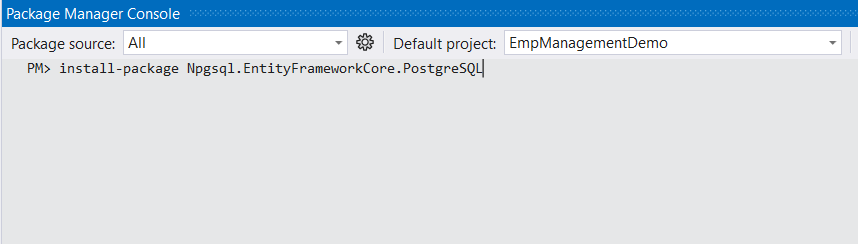 Package Manager Console
Package source: All Default project: EmpManagementDemo
PM> install-package Npgsql.EntityFrameworkCore.PostgreSQL